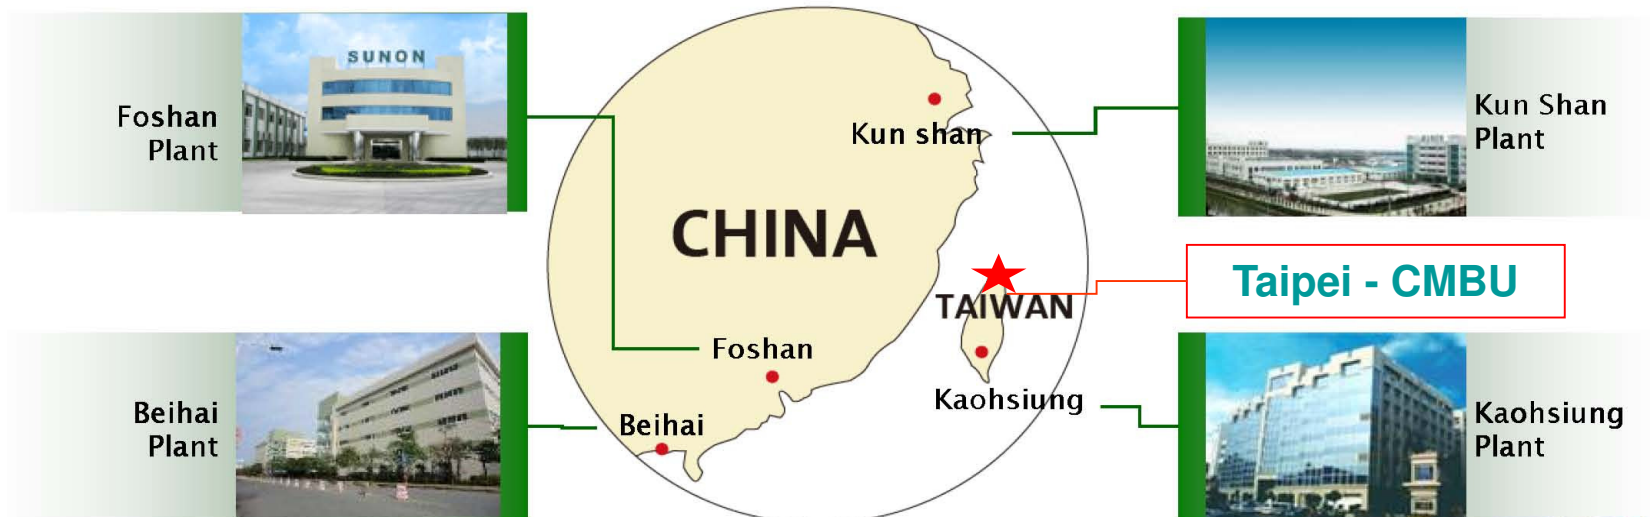 SUNON
Foshan
Plant
Kun Shan
Plant
Kun shan
CHINA
Taipei - CMBU
TAIWAN
Foshan
Beihai
Plant
Beihai
Kaohsiung
Kaohsiung
Plant